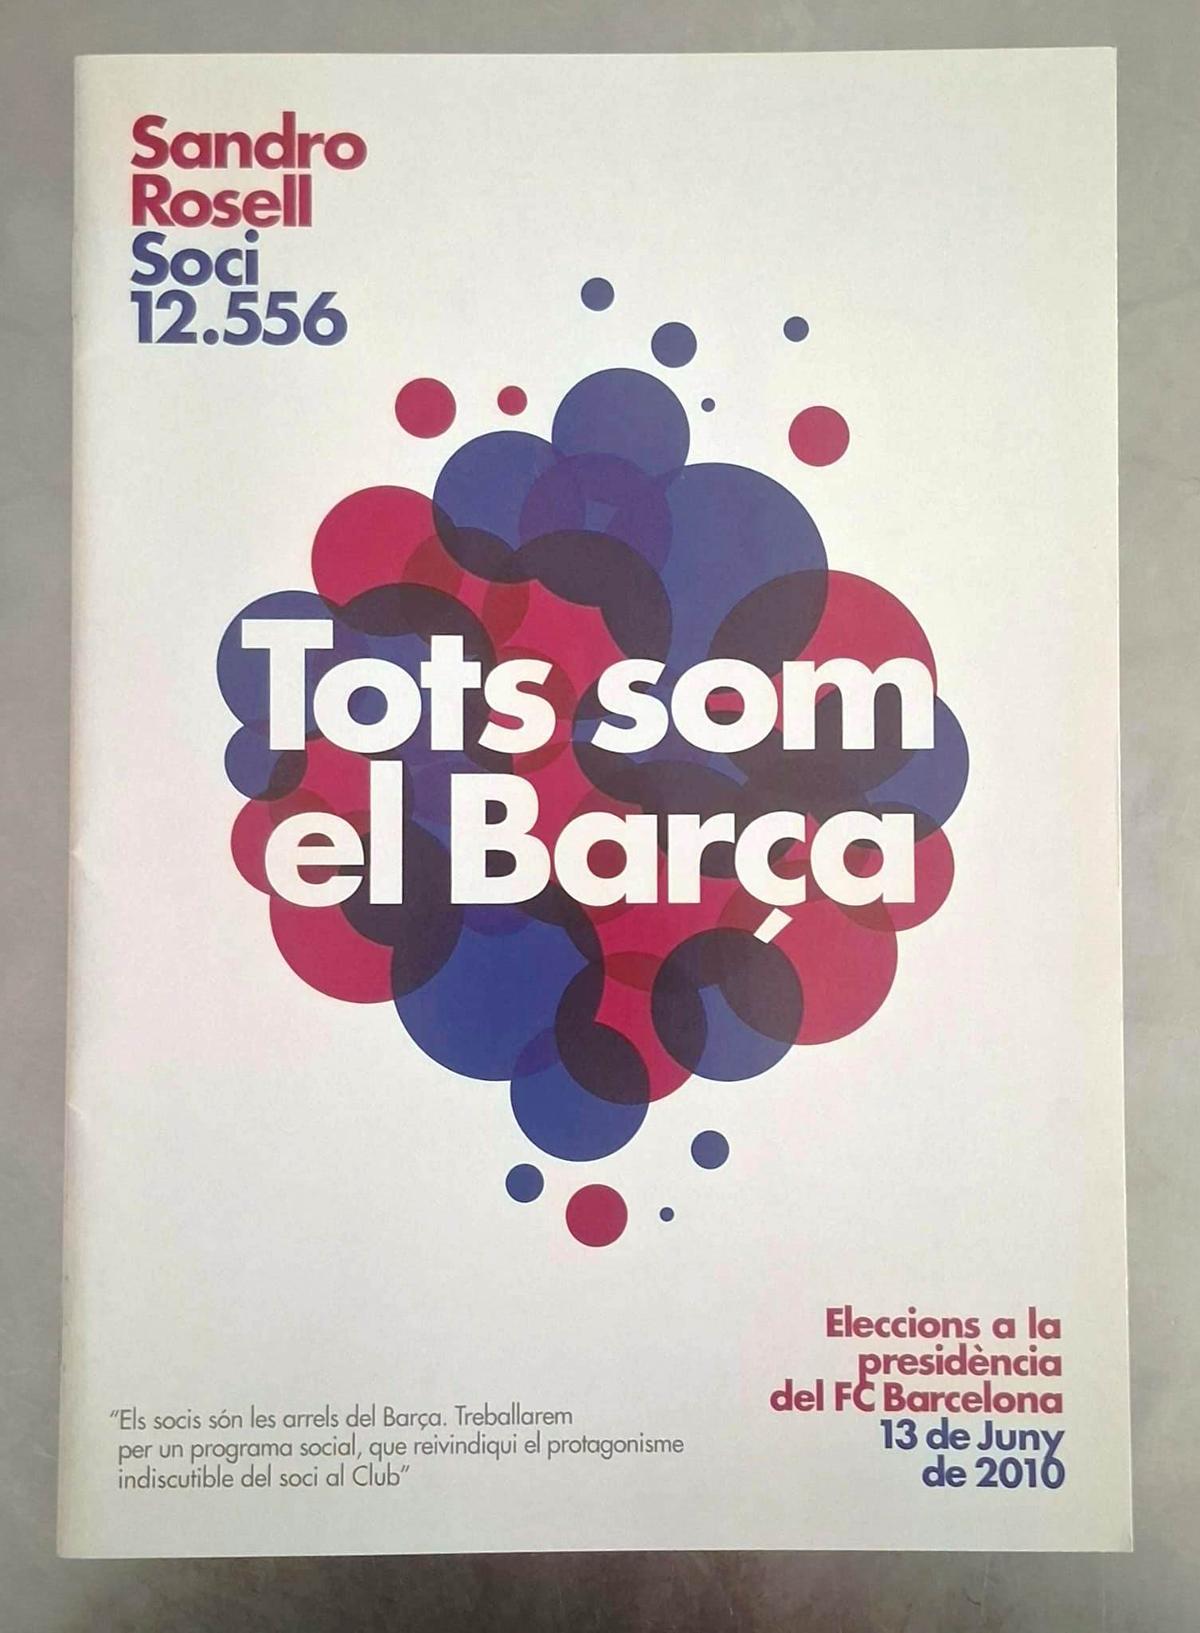 Sandro
Rosell
Soci
12.556
Tots som
el Barça
Eleccions a la
presidència
del FC Barcelona
13 de Juny
de 2010
“Els socis són les arrels del Barça. Treballarem
per un programa social, que reivindiqui el protagonisme
indiscutible del soci al Club”